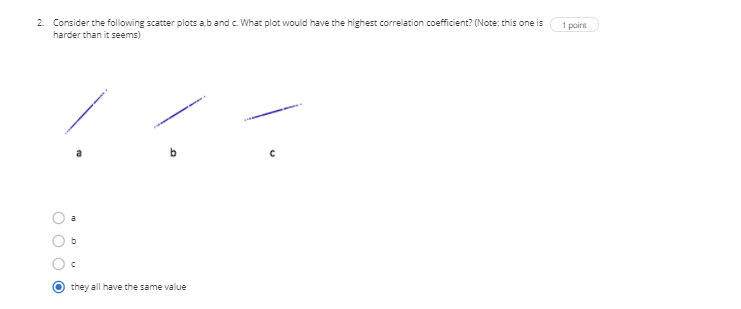 2. Consider the following scatter plots a,b and c. What plot would have the highest correlation coefficient? (Note: this one is
harder than it seems)
1 point
a
b
c
a
b
c
they all have the same value